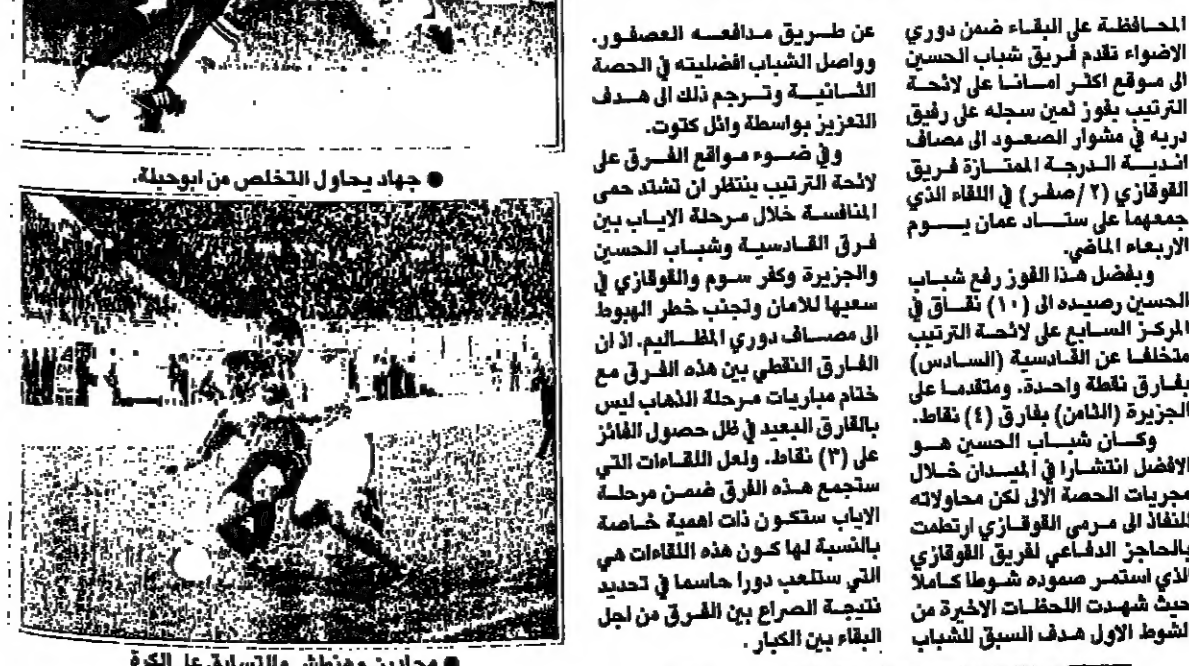 المحافظة على البقاء ضمن دوري
الاضواء تقدم فريق شباب الحسين
الى موقع اكثر امانا على لائحة
الترتيب بفوز ثمين سجله على رفيق
دربه في مشوار الصعود الى مصاف
اندية الدرجة الممتازة فريق
القوقازي (٢/صفر) في اللقاء الذي
جمعهما على ستاد عمان يوم
الاربعاء الماضي.
وبفضل هذا الفوز رفع شباب
الحسين رصيده الى (١٠) نقاق في
المركز السابع على لائحة الترتيب
متخلفا عن القادسية (السادس)
بفارق نقطة واحدة. ومتقدما على
الجزيرة (الثامن) بفارق (٤) نقاط.
وكان شباب الحسين هو
الافضل انتشارا في الميدان خلال
مجريات الحصة الالى لكن محاولاته
للنفاذ الى مرمى القوقازي ارتطمت
بالحاجز الدفاعي لفريق القوقازي
الذي استمر صموده شوطا كاملا
حيث شهدت اللحظات الاخيرة من
لشوط الاول هدف السبق للشباب
عن طريق مدافعه العصفور.
وواصل الشباب افضليته في الحصة
الثانية وترجم ذلك الى هدف
التعزيز بواسطة وائل كتوت.
وفي ضوء مواقع الفرق على
لائحة الترتيب ينتظر ان تشتد حمى
المنافسة خلال مرحلة الاياب بين
فرق القادسية وشباب الحسين
والجزيرة وكفر سوم والقوقازي في
سعيها للامان وتجنب خطر الهبوط
الى مصاف دوري المظاليم. اذ ان
الفارق النقطي بين هذه الفرق مع
ختام مباريات مرحلة الذهاب ليس
بالفارق البعيد في ظل حصول الفائز
على (٣) نقاط. ولعل اللقاءات التي
ستجمع هذه الفرق ضمن مرحلة
الاياب ستكون ذات اهمية خاصة
بالنسبة لها كون هذه اللقاءات هي
التي ستلعب دورا حاسما في تحديد
نتيجة الصراع بين الفرق من اجل
البقاء بين الكبار.
● جهاد يحاول التخلص من ابوحبلة.
● محادين وهنطش والتسابق على الكرة